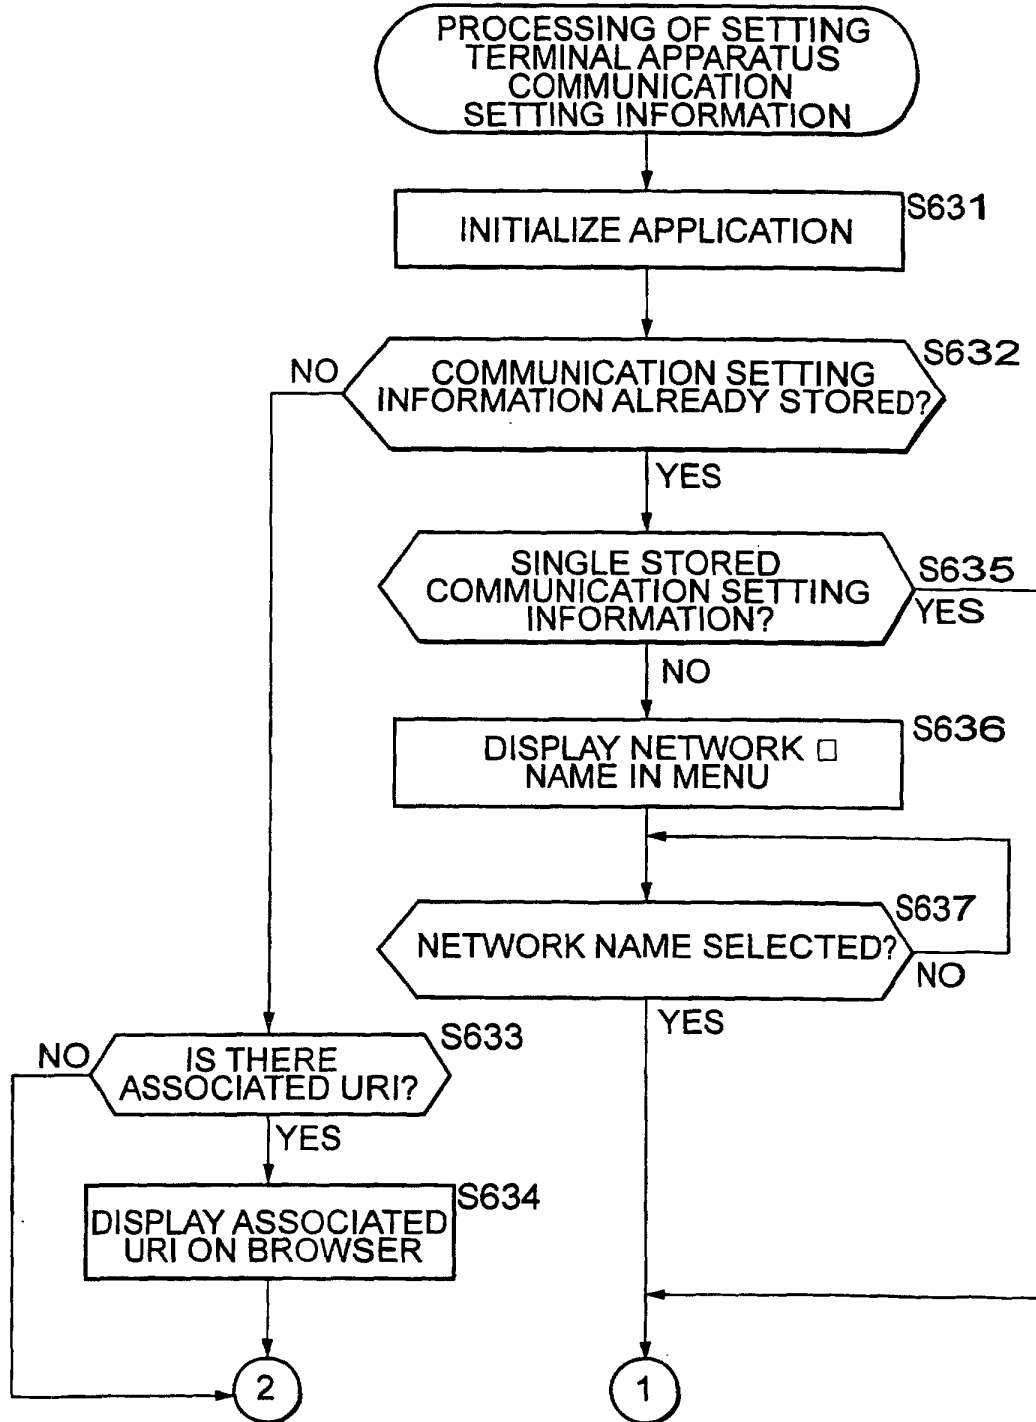 PROCESSING OF SETTING
TERMINAL APPARATUS
COMMUNICATION
SETTING INFORMATION
S631
INITIALIZE APPLICATION
S632
NO
COMMUNICATION SETTING
INFORMATION ALREADY STORED?
YES
SINGLE STORED
COMMUNICATION SETTING
INFORMATION?
S635
YES
NO
S636
DISPLAY NETWORK □
NAME IN MENU
S637
NETWORK NAME SELECTED?
NO
YES
S633
NO
IS THERE
ASSOCIATED URI?
YES
S634
DISPLAY ASSOCIATED
URI ON BROWSER
2
1